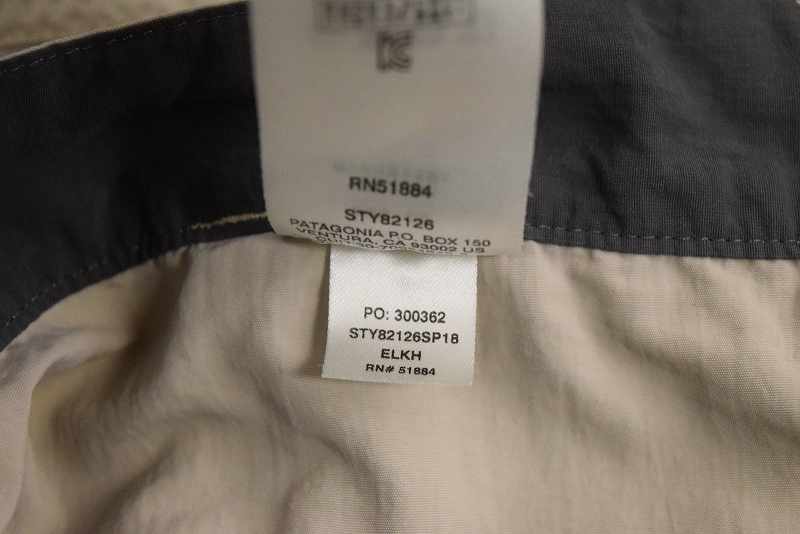 RN51884
STY82126
PATAGONIA P.O. BOX 150
VENTURA, CA 93002 US
PO: 300362
STY82126SP18
ELKH
RN# 51884